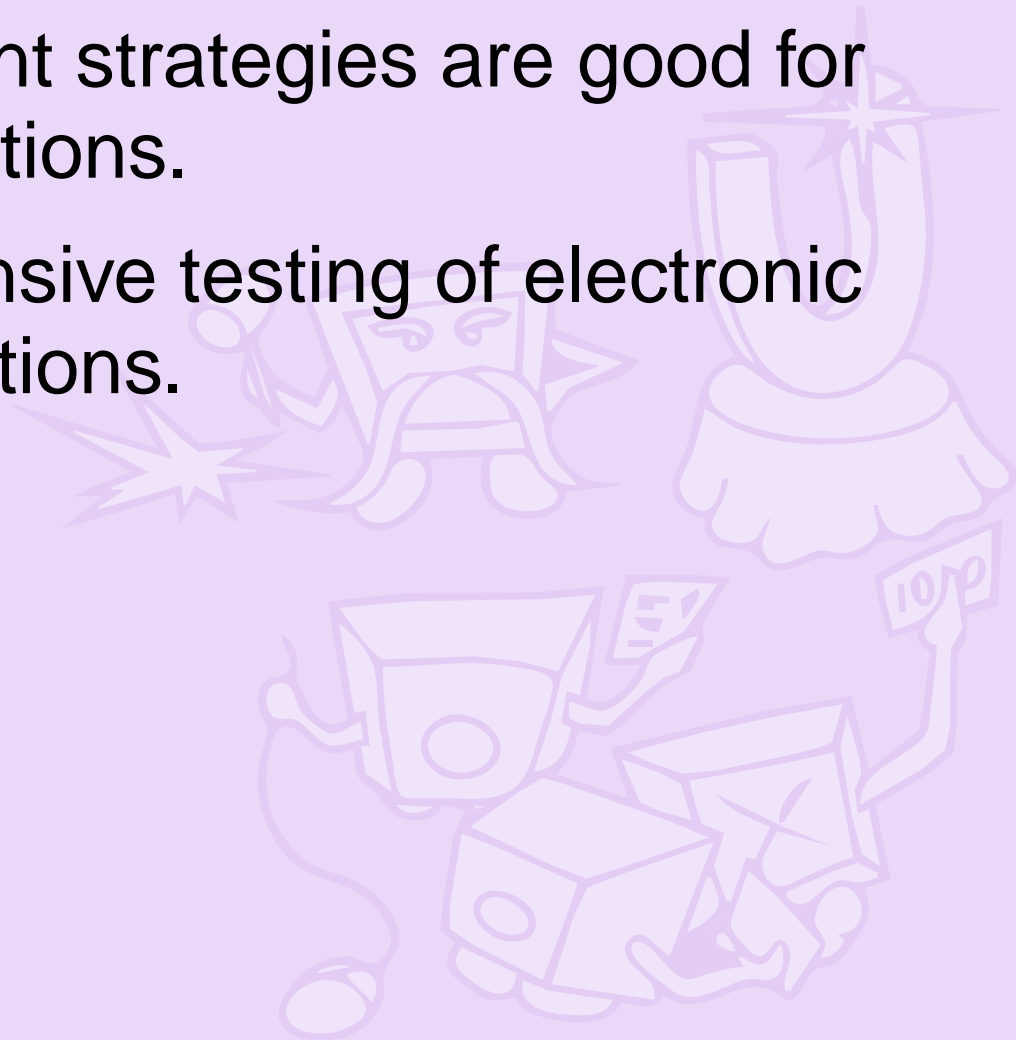 nt strategies are good for
tions.
nsive testing of electronic
tions.